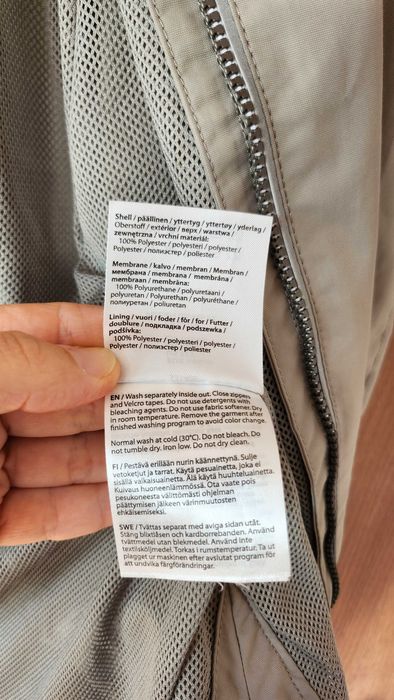 Shell / päällinen / yttertyg / yttertøy / yderlag /
Oberstoff / extérior / верх / warstwa /
zewnętrzna / vrchní materiál:
100% Polyester / polyesteri / polyester /
Polyester / полиэстер / poliester
Membrane / kalvo / membran / Membran /
мембрана / membrana / membrāna /
membraan / membrāna:
100% Polyurethane / polyuretaani /
polyuretan / Polyurethan / polyuréthane /
полиуретан / poliuretan
Lining / vuori / foder / fôr / for / Futter /
doublure / подкладка / podszewka /
podšívka:
100% Polyester / polyesteri / polyester /
Polyester / полиэстер / poliester
EN / Wash separately inside out. Close zippers
and Velcro tapes. Do not use detergents with
bleaching agents. Do not use fabric softener. Dry
in room temperature. Remove the garment after
finished washing program to avoid color change.
Normal wash at cold (30°C). Do not bleach. Do
not tumble dry. Iron low. Do not dry clean.
FI / Pestävä erillään nurin käännettynä. Sulje
vetoketjut ja tarrat. Käytä pesuainetta, joka ei
sisällä valkaisuainetta. Älä käytä huuhteluainetta.
Kuivaus huoneenlämmössä. Ota vaate pois
pesukoneesta välittömästi ohjelman
päättymisen jälkeen värinmuutosten
ehkäisemiseksi.
SWE / Tvättas separat med aviga sidan utåt.
Stäng blixtlåsen och kardborrebanden. Använd
tvättmedel utan blekmedel. Använd inte
textilsköljmedel. Torkas i rumstemperatur. Ta ut
plagget ur maskinen efter avslutat program för
att undvika färgförändringar.